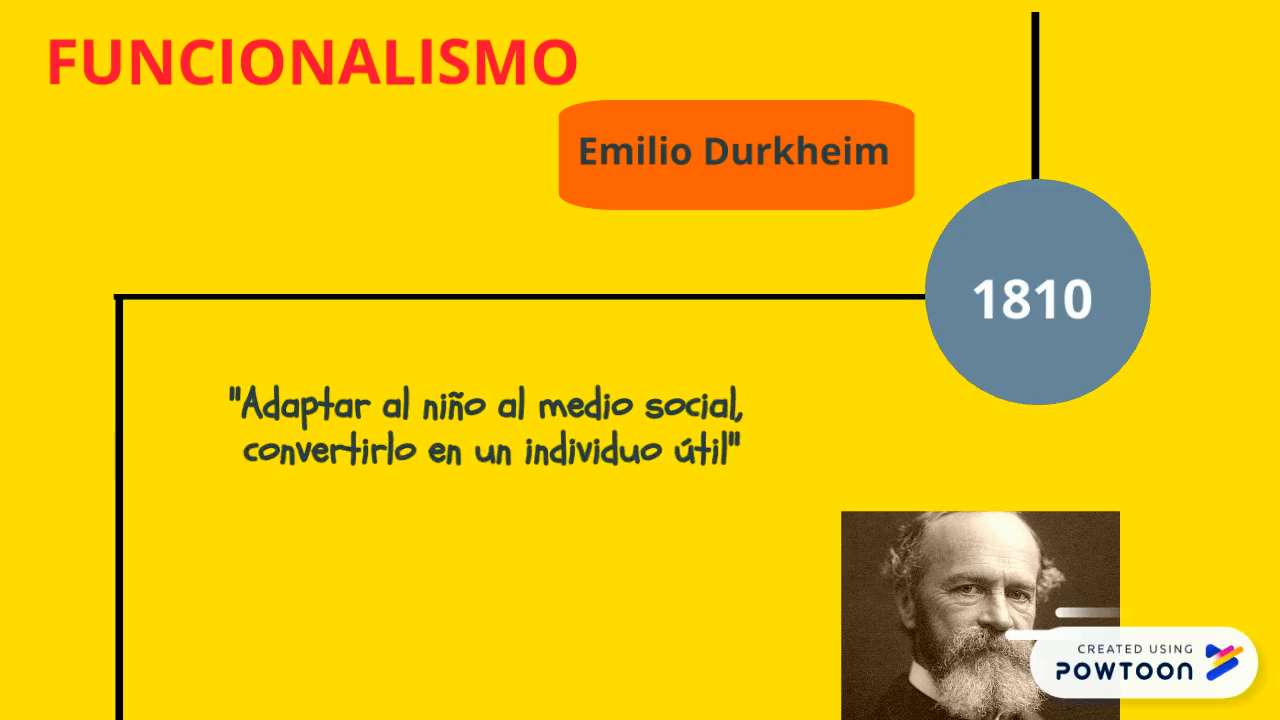 FUNCIONALISMO
Emilio Durkheim
1810
"Adaptar al niño al medio social,
convertirlo en un individuo útil"
CREATED USING
POWTOON